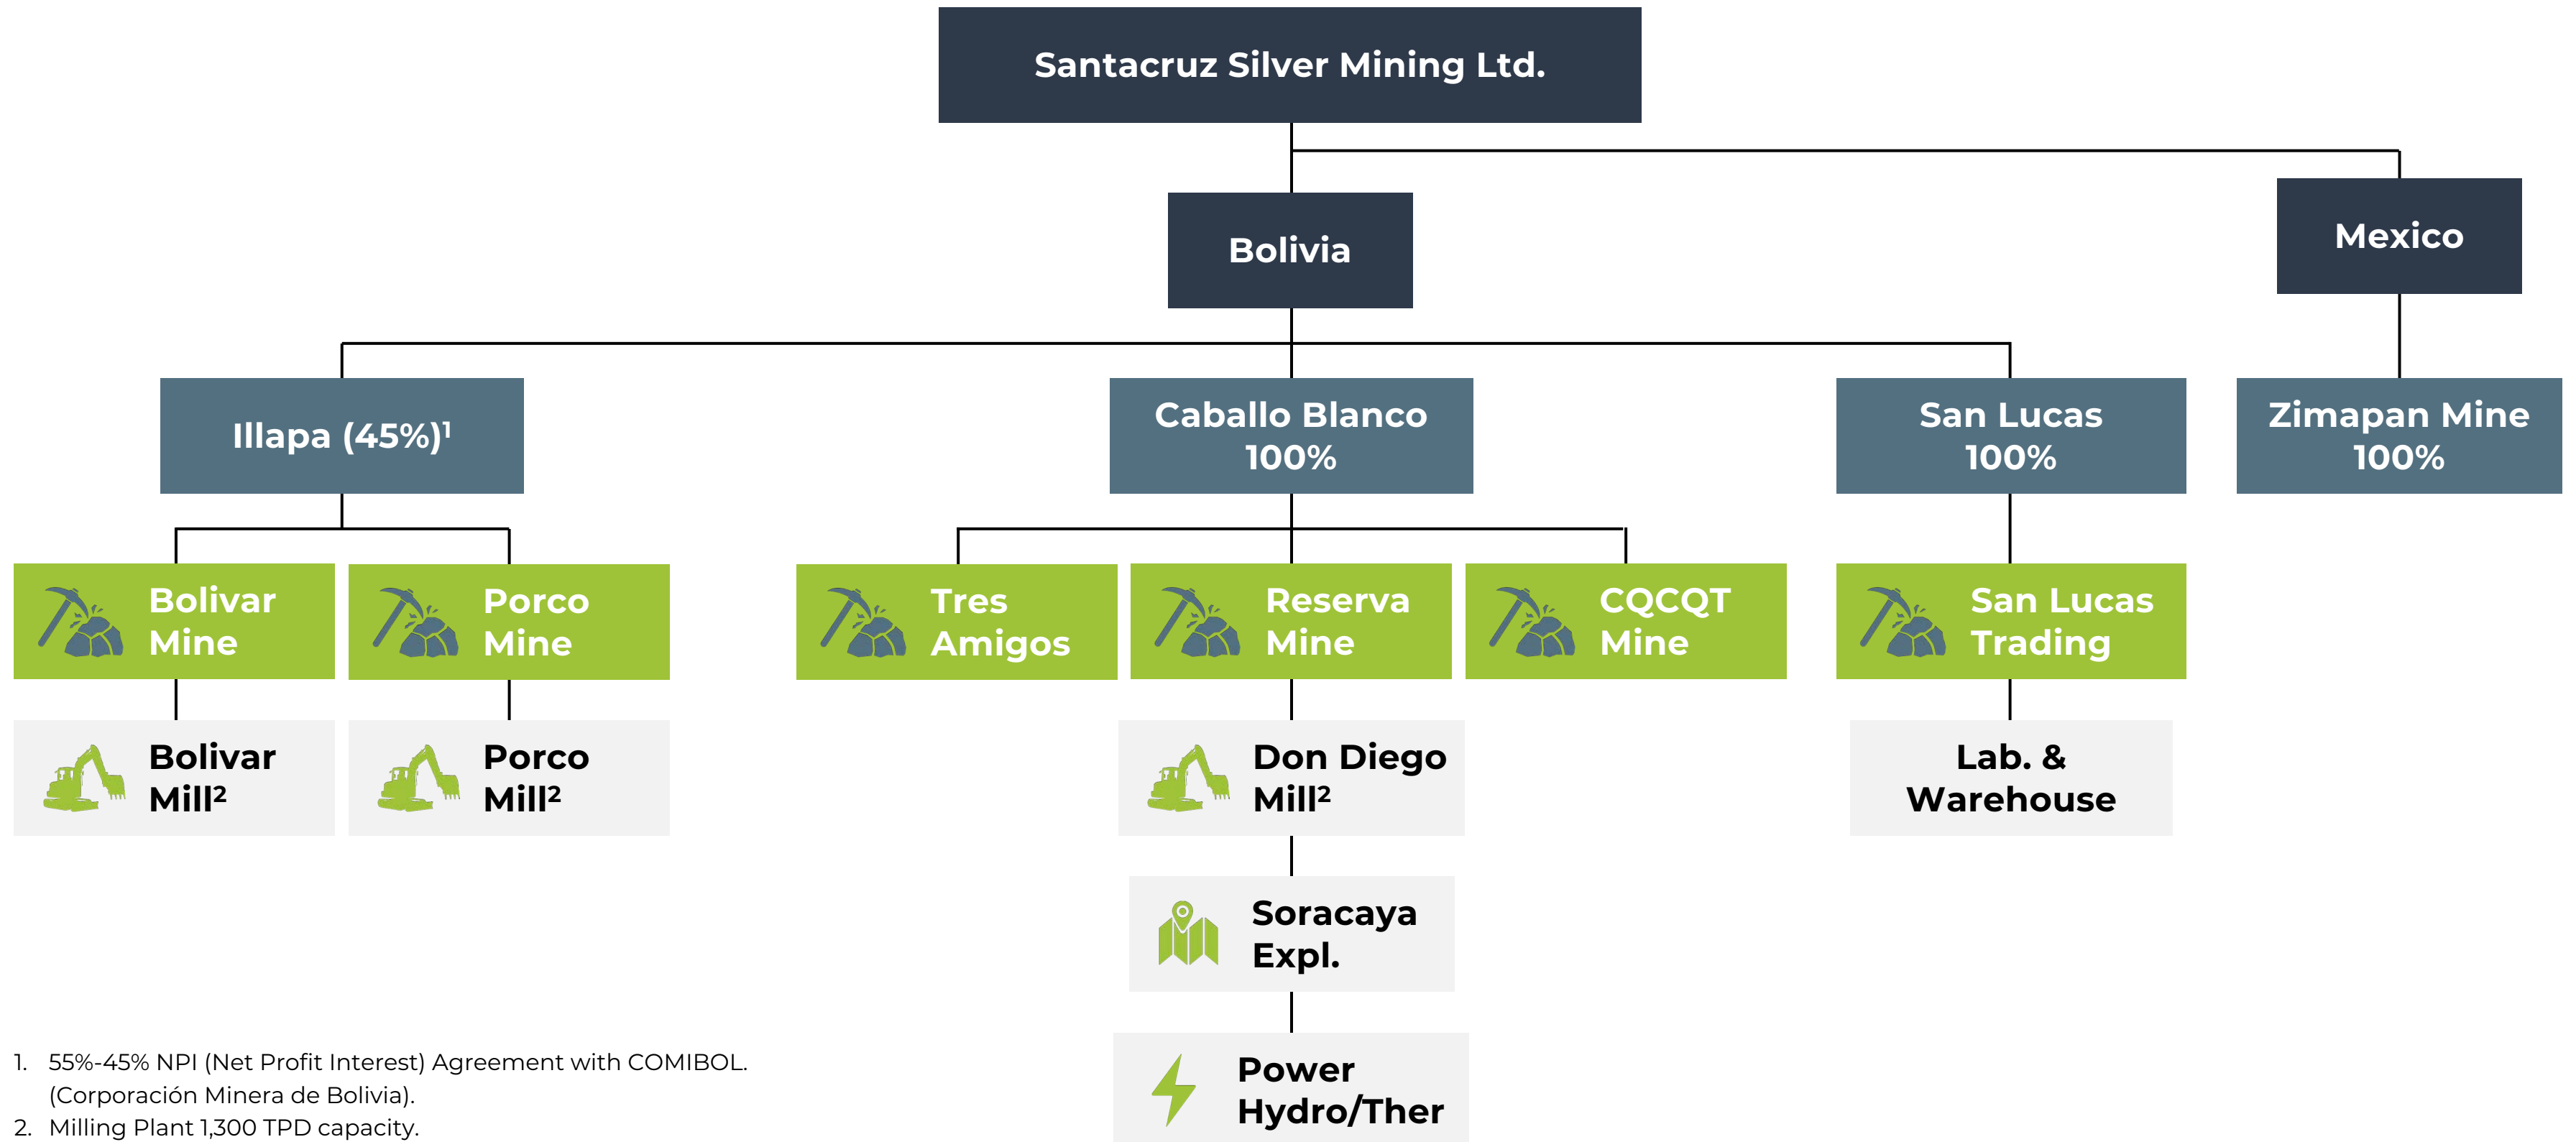 Santacruz Silver Mining Ltd.
Bolivia
Mexico
Illapa (45%)¹
Caballo Blanco
100%
San Lucas
100%
Zimapan Mine
100%
Bolivar
Mine
Porco
Mine
Tres
Amigos
Reserva
Mine
CQCQT
Mine
San Lucas
Trading
Bolivar
Mill²
Porco
Mill²
Don Diego
Mill²
Lab. &
Warehouse
Soracaya
Expl.
Power
Hydro/Ther
1. 55%-45% NPI (Net Profit Interest) Agreement with COMIBOL.
(Corporación Minera de Bolivia).
2. Milling Plant 1,300 TPD capacity.